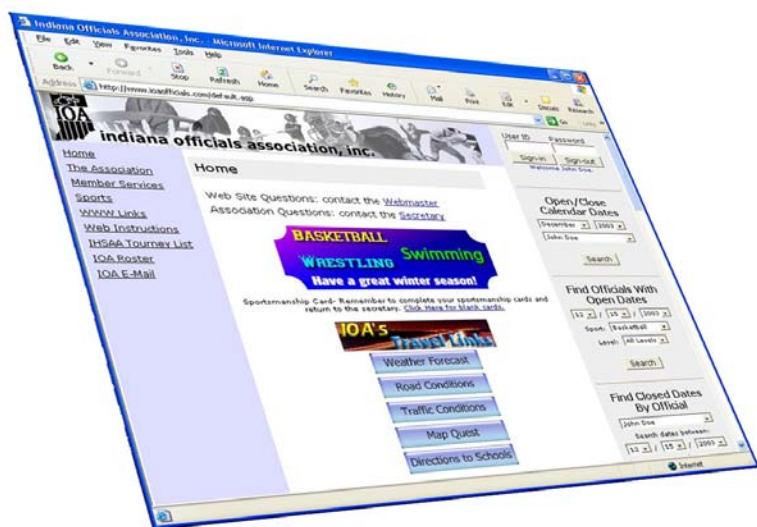 Indiana Officials Association, Inc. - Microsoft Internet Explorer
File Edit View Favorites Tools Help
Back Forward Stop Refresh Home Search Favorites History Mail Print Edit Discuss Research
Address http://www.ioaofficials.com/default.asp Go Links
IOA
indiana officials association, inc.
User ID Password
Sign-in Sign-out
Welcome John Doe.
Home
The Association
Member Services
Sports
WWW Links
Web Instructions
IHSAA Tourney List
IOA Roster
IOA E-Mail
Home
Web Site Questions: contact the Webmaster
Association Questions: contact the Secretary
BASKETBALL
WRESTLING Swimming
Have a great winter season!
Sportsmanship Card- Remember to complete your sportsmanship cards and
return to the secretary. Click Here for blank cards.
IOA's
Travel Links
Weather Forecast
Road Conditions
Traffic Conditions
Map Quest
Directions to Schools
Open/Close
Calendar Dates
December 2003
John Doe
Search
Find Officials With
Open Dates
12 / 15 / 2003
Sport: Basketball
Level: All Levels
Search
Find Closed Dates
By Official
John Doe
Search dates between:
12 / 15 / 2003
Internet